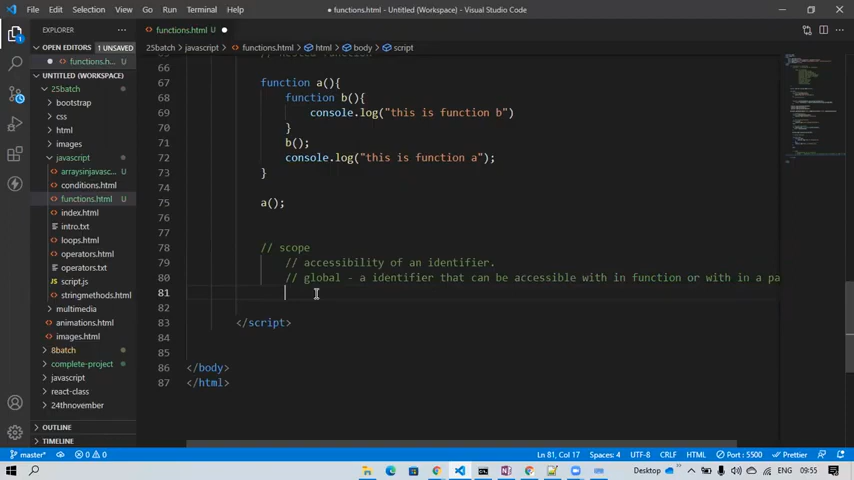 File Edit Selection View Go Run Terminal Help
functions.html - Untitled (Workspace) - Visual Studio Code
EXPLORER
functions.html
OPEN EDITORS 1 UNSAVED
functions.h...
25batch > javascript > functions.html > html > body > script
UNTITLED (WORKSPACE)
25batch
bootstrap
css
html
images
javascript
arraysinjavasc... U
conditions.html
functions.html U
index.html
intro.txt
loops.html
operators.html
operators.txt
script.js
stringmethods.html
multimedia
animations.html
images.html
8batch
complete-project
javascript
react-class
24thnovember
OUTLINE
TIMELINE
66
67 function a(){
68 function b(){
69 console.log("this is function b")
70 }
71 b();
72 console.log("this is function a");
73 }
74
75 a();
76
77
78 // scope
79 // accessibility of an identifier.
80 // global - a identifier that can be accessible with in function or with in a pa
81
82
83 </script>
84
85
86 </body>
87 </html>
master* 0 0 Ln 81, Col 17 Spaces: 4 UTF-8 CRLF HTML Port : 5500 Prettier
Desktop ENG 09:55